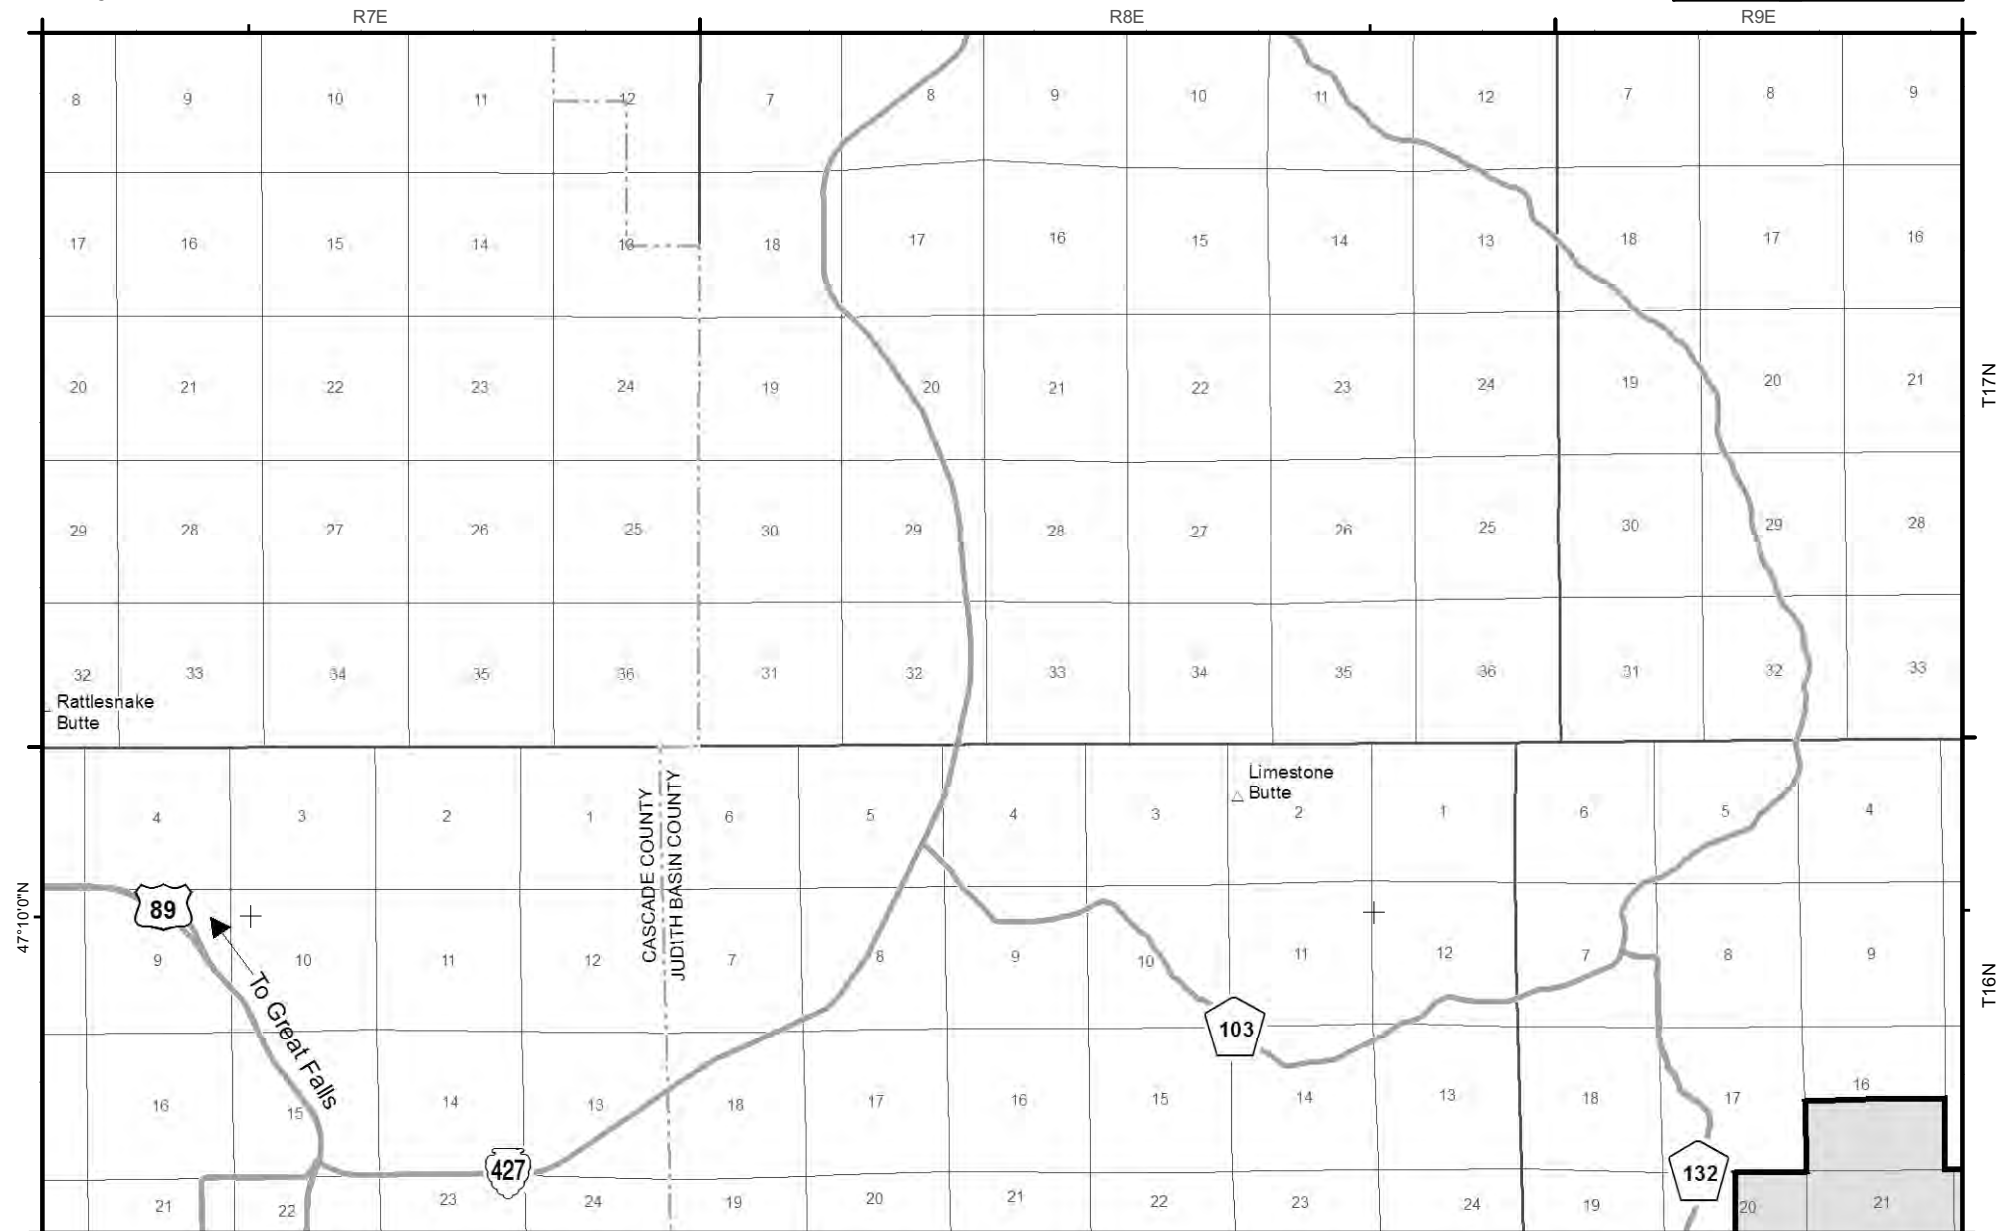 R7E R8E R9E
8 9 10 11 12 7 8 9 10 11 12 7 8 9
17 16 15 14 13 18 17 16 15 14 13 18 17 16
20 21 22 23 24 19 20 21 22 23 24 19 20 21
T17N
29 28 27 26 25 30 29 28 27 26 25 30 29 28
32 33 34 35 36 31 32 33 34 35 36 31 32 33
Rattlesnake
Butte
Limestone
Butte
4 3 2 1 6 5 4 3 2 1 6 5 4
CASCADE COUNTY
JUDITH BASIN COUNTY
89
47°10'0"N
9 10 11 12 7 8 9 10 11 12 7 8 9
T16N
To Great Falls
103
16 15 14 13 18 17 16 15 14 13 18 17 16
427
132
21 22 23 24 19 20 21 22 23 24 19 20 21